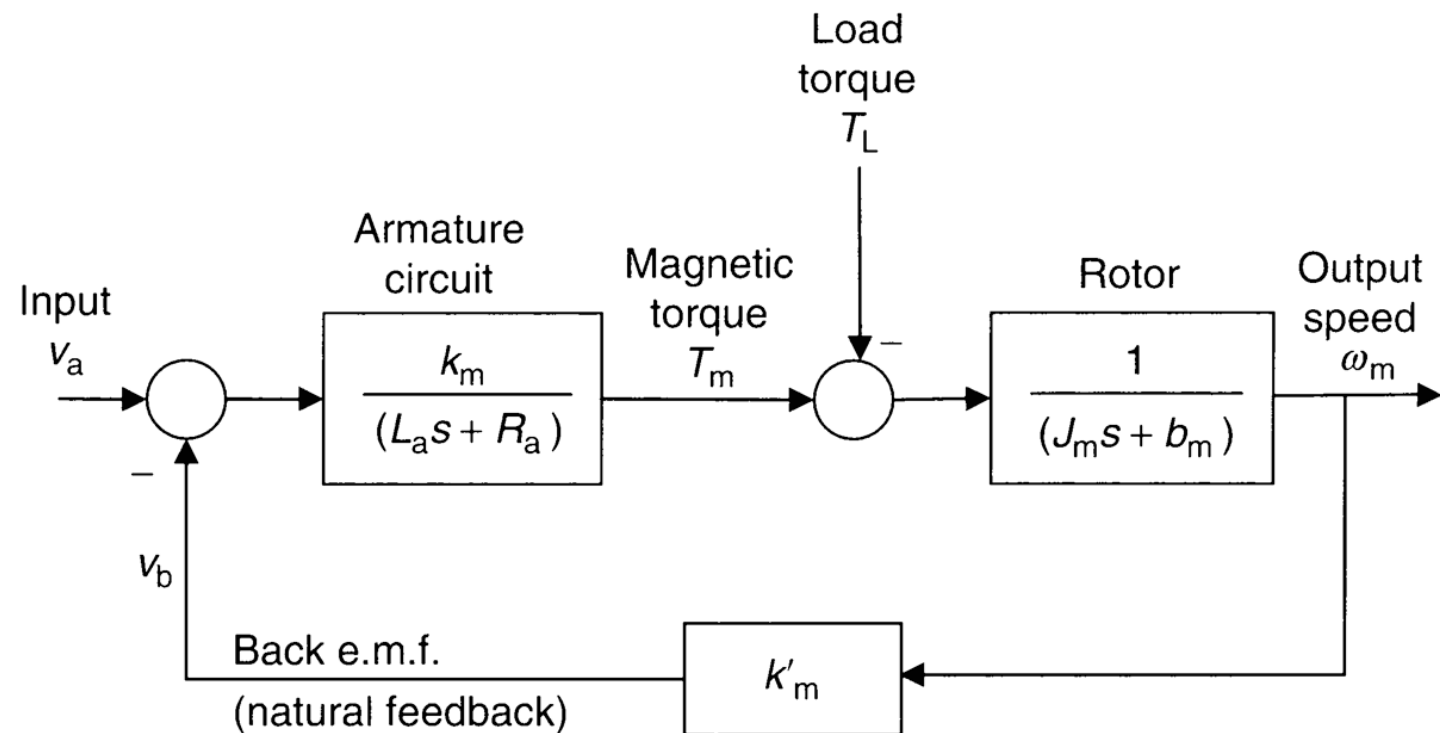 Load
torque
T_L
Armature
circuit
Magnetic
torque
T_m
Rotor
Output
speed
ω_m
Input
v_a
k_m
(L_a s + R_a)
1
(J_m s + b_m)
–
–
v_b
Back e.m.f.
(natural feedback)
k'_m